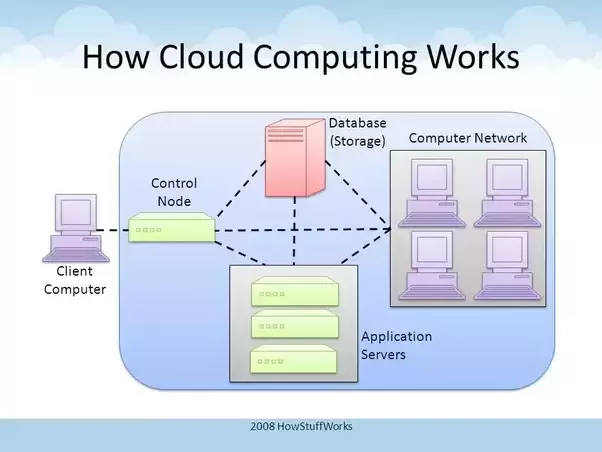 How Cloud Computing Works
Database
(Storage)
Computer Network
Control
Node
Client
Computer
Application
Servers
2008 HowStuffWorks